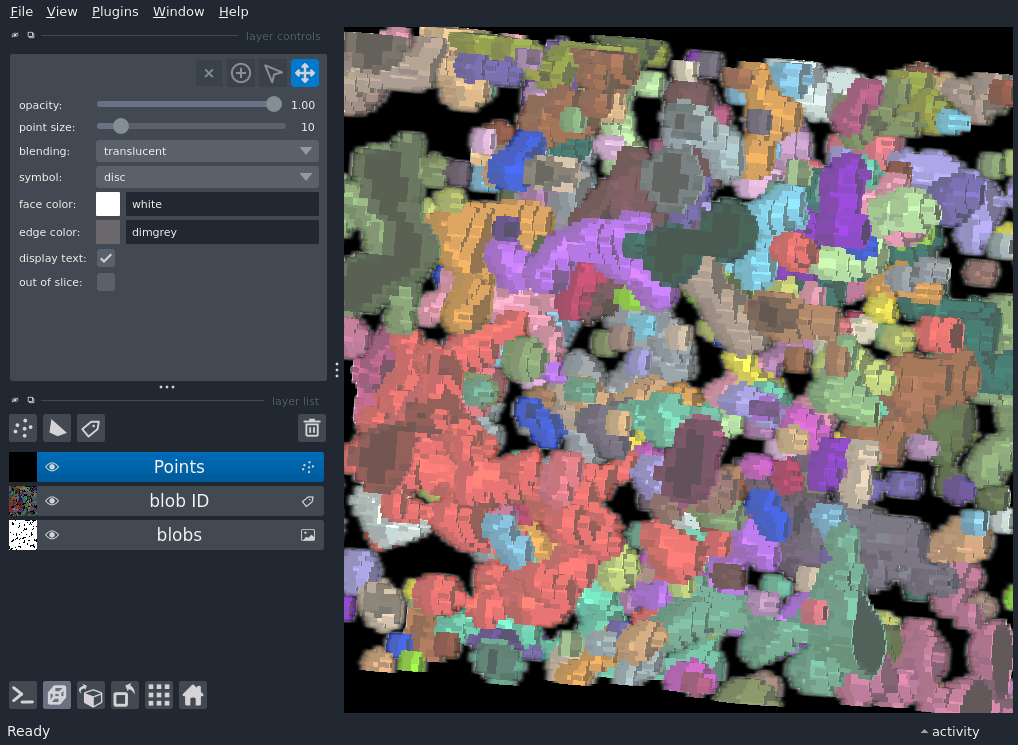 File View Plugins Window Help
layer controls
opacity: 1.00
point size: 10
blending: translucent
symbol: disc
face color: white
edge color: dimgrey
display text:
out of slice:
layer list
Points
blob ID
blobs
Ready
activity